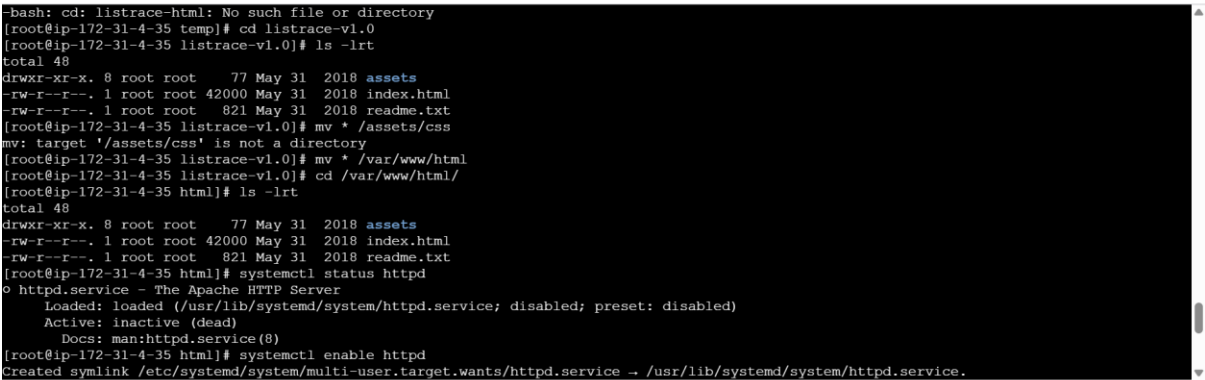 -bash: cd: listrace-html: No such file or directory
[root@ip-172-31-4-35 temp]# cd listrace-v1.0
[root@ip-172-31-4-35 listrace-v1.0]# ls -lrt
total 48
drwxr-xr-x. 8 root root    77 May 31  2018 assets
-rw-r--r--. 1 root root 42000 May 31  2018 index.html
-rw-r--r--. 1 root root   821 May 31  2018 readme.txt
[root@ip-172-31-4-35 listrace-v1.0]# mv * /assets/css
mv: target '/assets/css' is not a directory
[root@ip-172-31-4-35 listrace-v1.0]# mv * /var/www/html
[root@ip-172-31-4-35 listrace-v1.0]# cd /var/www/html/
[root@ip-172-31-4-35 html]# ls -lrt
total 48
drwxr-xr-x. 8 root root    77 May 31  2018 assets
-rw-r--r--. 1 root root 42000 May 31  2018 index.html
-rw-r--r--. 1 root root   821 May 31  2018 readme.txt
[root@ip-172-31-4-35 html]# systemctl status httpd
○ httpd.service - The Apache HTTP Server
     Loaded: loaded (/usr/lib/systemd/system/httpd.service; disabled; preset: disabled)
     Active: inactive (dead)
       Docs: man:httpd.service(8)
[root@ip-172-31-4-35 html]# systemctl enable httpd
Created symlink /etc/systemd/system/multi-user.target.wants/httpd.service → /usr/lib/systemd/system/httpd.service.